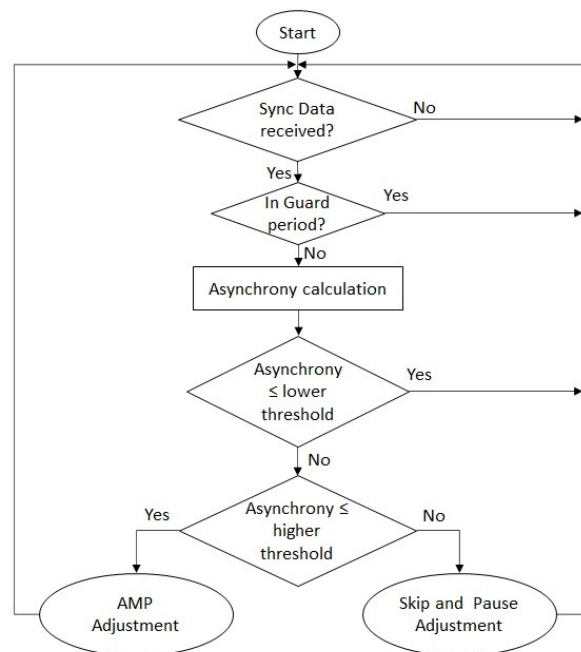 Start
Sync Data
received?
No
Yes
In Guard
period?
Yes
No
Asynchrony calculation
Asynchrony
≤ lower
threshold
Yes
No
Asynchrony ≤
higher
threshold
Yes
No
AMP
Adjustment
Skip and Pause
Adjustment